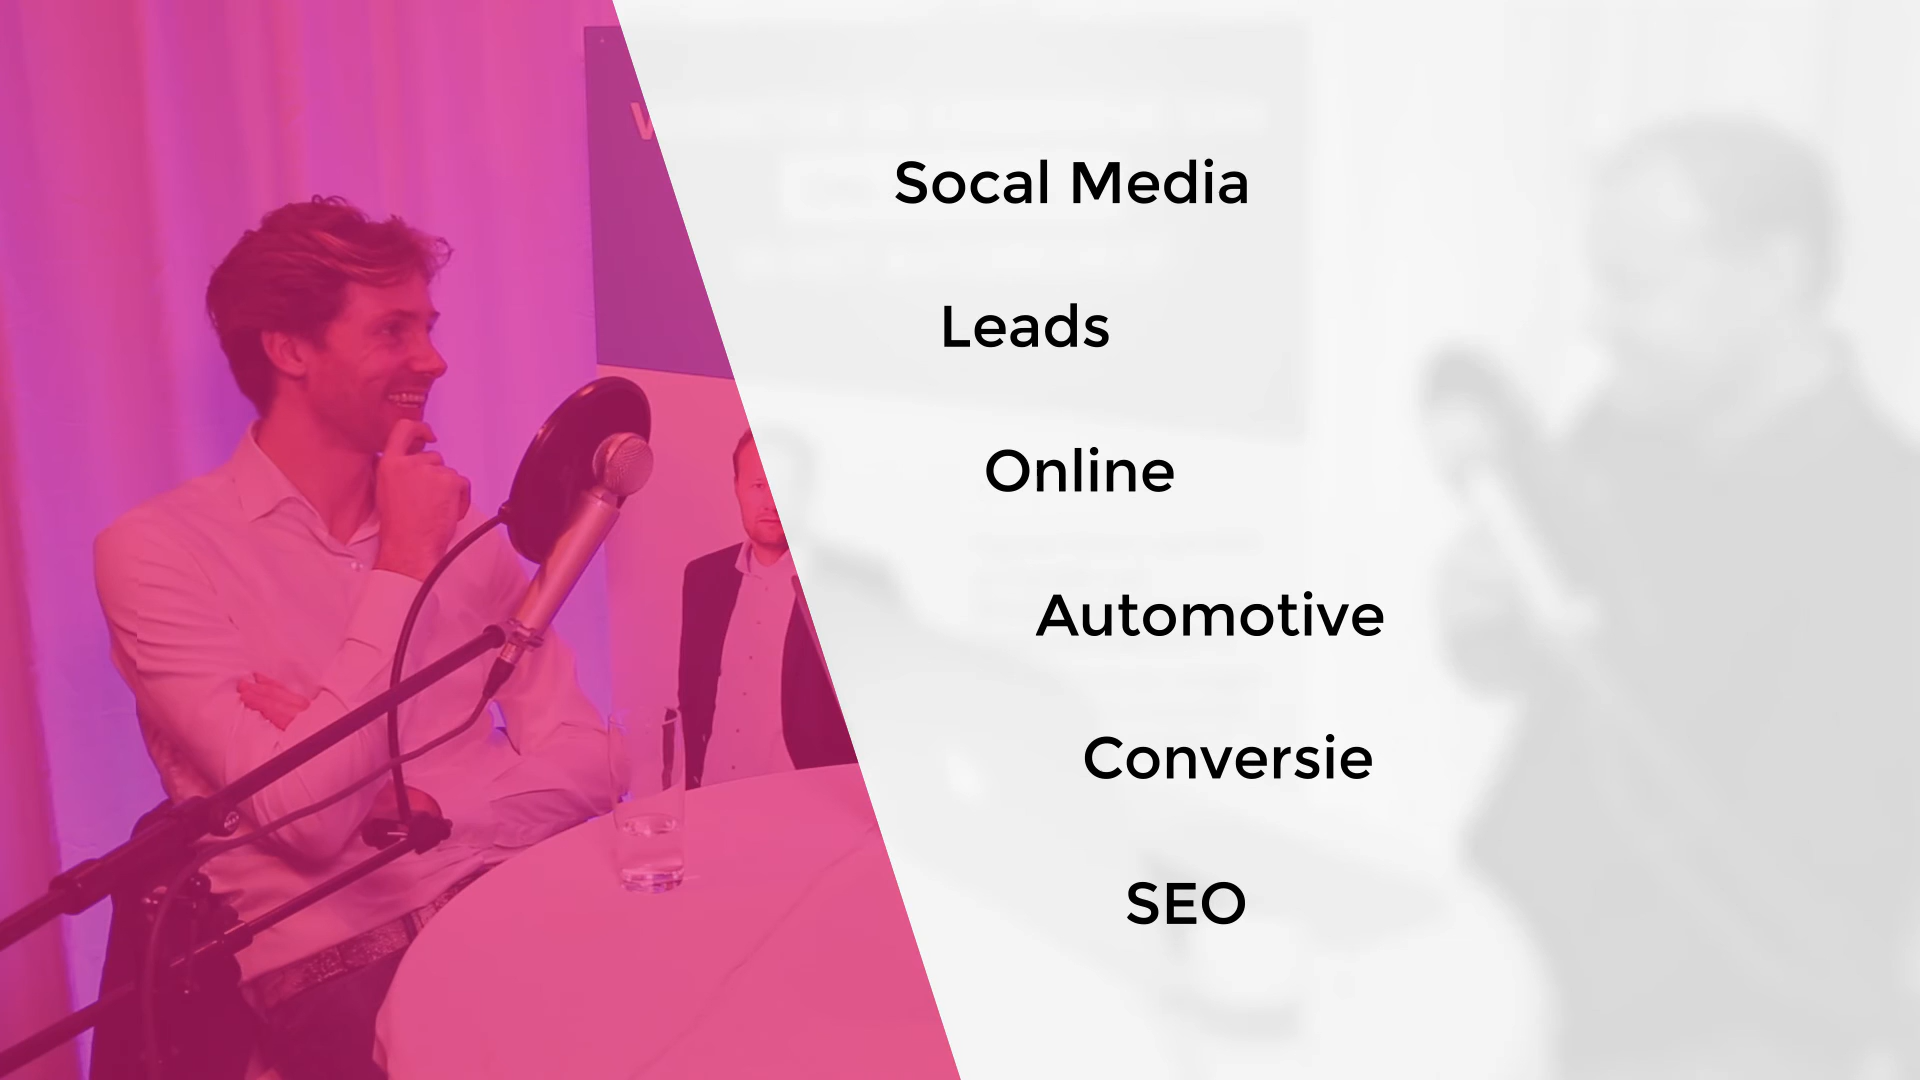 Socal Media
Leads
Online
Automotive
Conversie
SEO